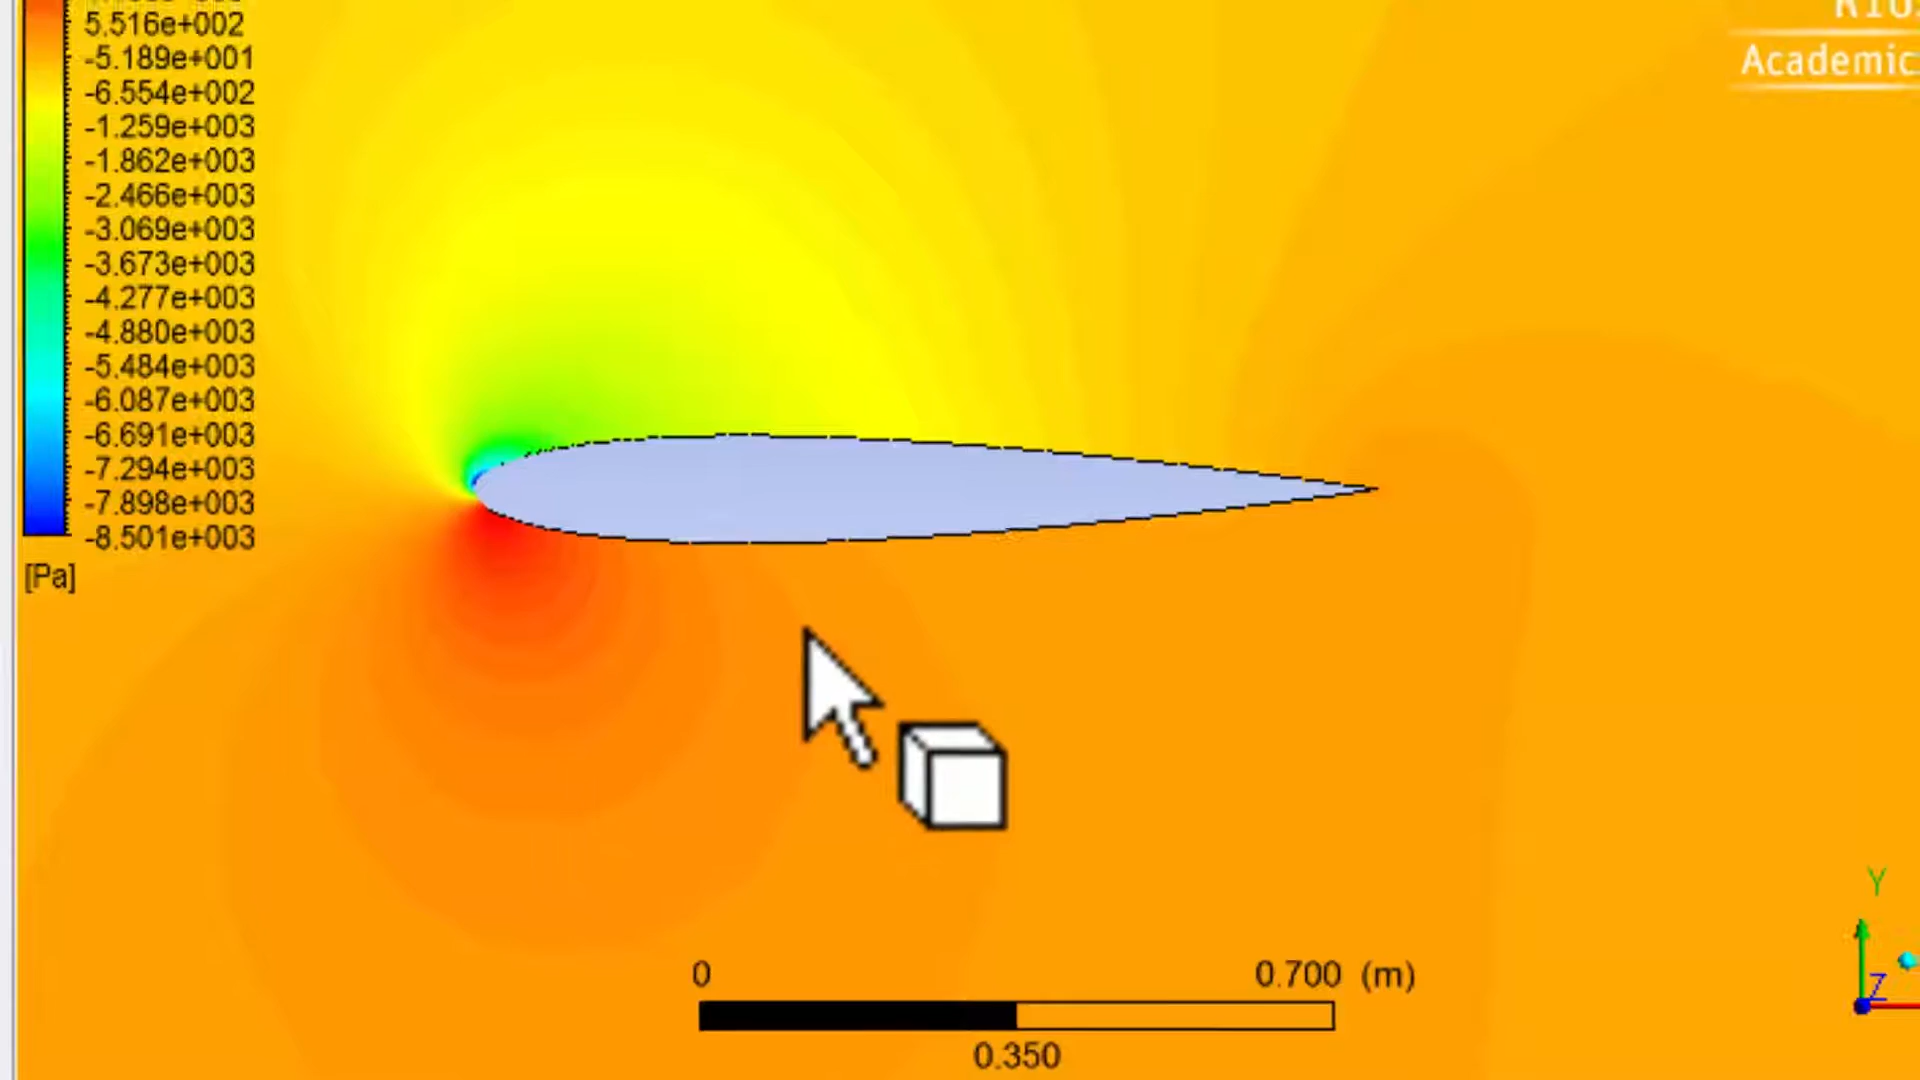 5.516e+002
-5.189e+001
-6.554e+002
-1.259e+003
-1.862e+003
-2.466e+003
-3.069e+003
-3.673e+003
-4.277e+003
-4.880e+003
-5.484e+003
-6.087e+003
-6.691e+003
-7.294e+003
-7.898e+003
-8.501e+003
[Pa]
Academic
0 0.700 (m)
0.350
Y
Z